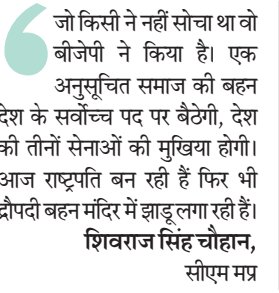 जो किसी ने नहीं सोचा था वो
बीजेपी ने किया है। एक
अनुसूचित समाज की बहन
देश के सर्वोच्च पद पर बैठेगी, देश
की तीनों सेनाओं की मुखिया होगी।
आज राष्ट्रपति बन रही हैं फिर भी
द्रौपदी बहन मंदिर में झाड़ू लगा रही हैं।
शिवराज सिंह चौहान,
सीएम मप्र